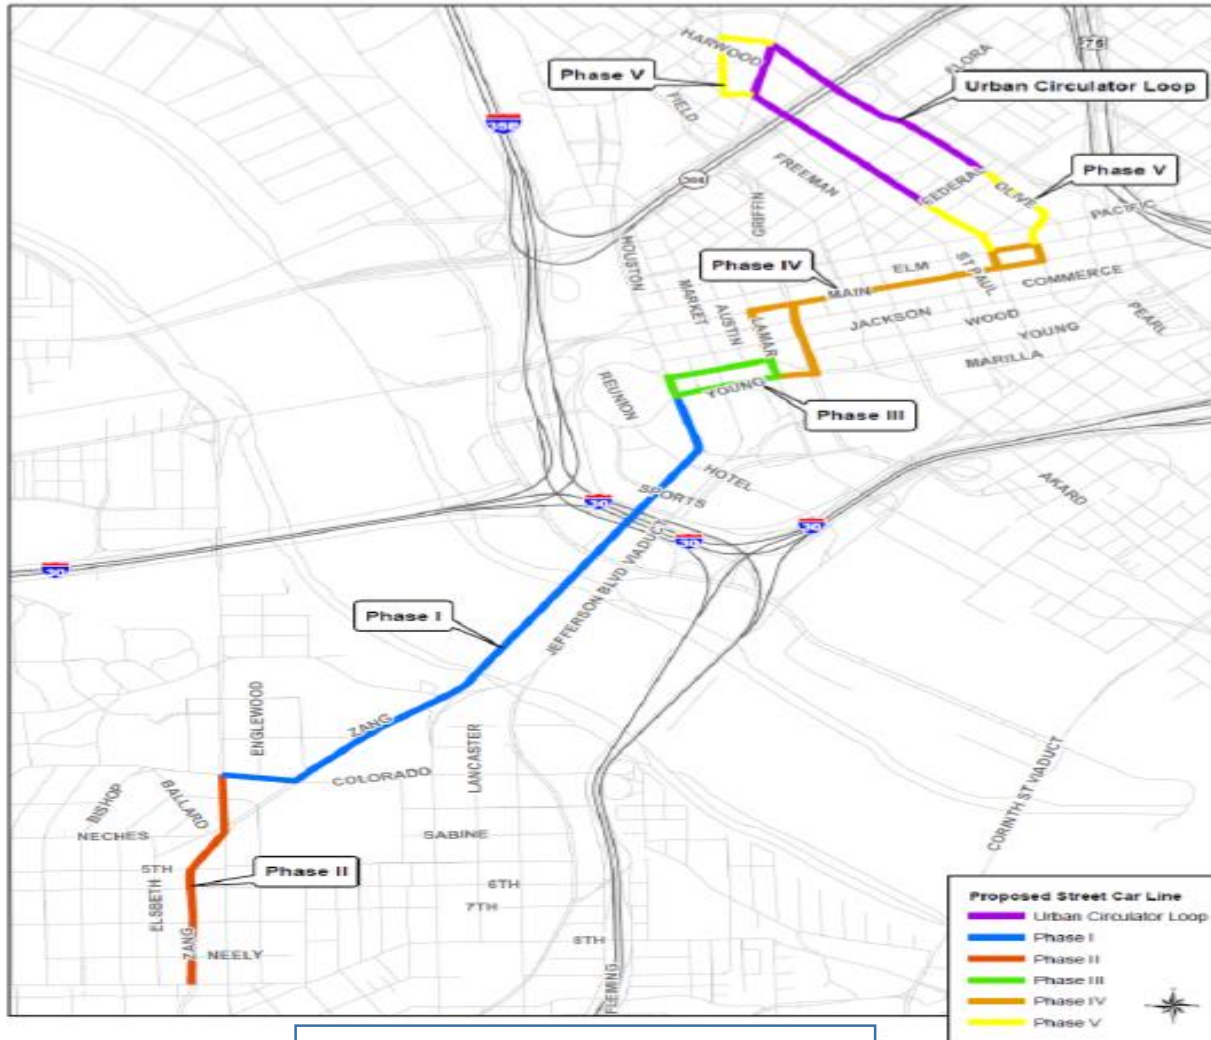 HARWOOD
75
FLORA
Phase V
Urban Circulator Loop
FIELD
35E
FREEMAN
Phase V
FEDERAL
OLIVE
GRIFFIN
PACIFIC
HOUSTON
Phase IV
ELM
ST PAUL
COMMERCE
MAIN
MARKET
AUSTIN
LAMAR
JACKSON
WOOD
YOUNG
PEARL
MARILLA
REUNION
YOUNG
Phase III
HOTEL
SPORTS
AKARD
30
30
30
30
JEFFERSON BLVD VIADUCT
Phase I
ENGLEWOOD
ZANG
LANCASTER
COLORADO
CORINTH ST VIADUCT
BISHOP
BALLARD
NECHES
SABINE
5TH
Phase II
6TH
ELSBETH
7TH
ZANG
NEELY
8TH
FLEMING
Proposed Street Car Line
Urban Circulator Loop
Phase I
Phase II
Phase III
Phase IV
Phase V